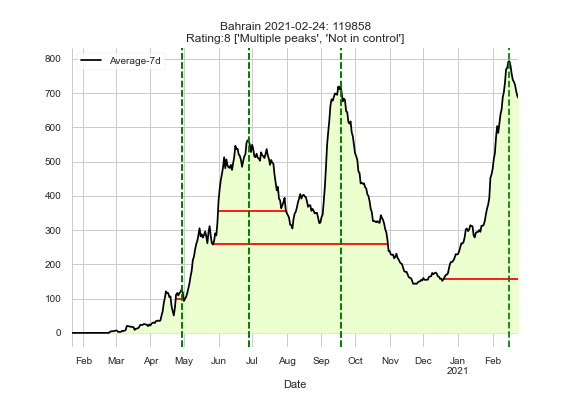 Bahrain 2021-02-24: 119858
Rating:8 ['Multiple peaks', 'Not in control']
Average-7d
800
700
600
500
400
300
200
100
0
Feb Mar Apr May Jun Jul Aug Sep Oct Nov Dec Jan Feb
2021
Date